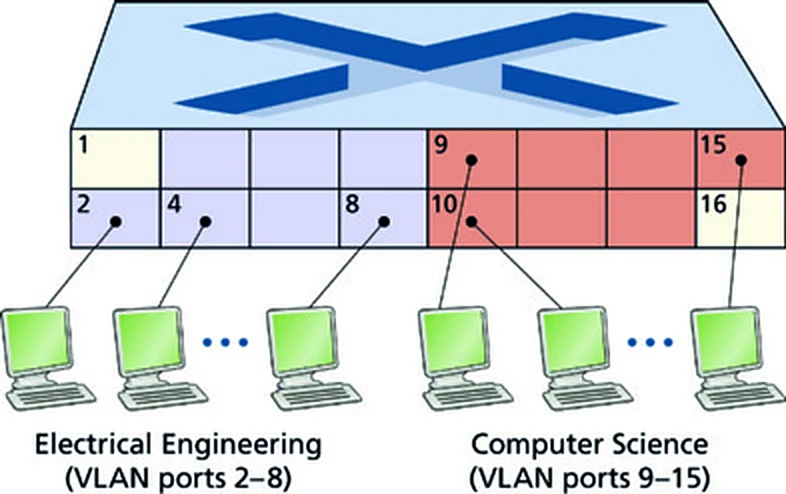 1 9 15
2 4 8 10 16
Electrical Engineering
(VLAN ports 2–8)
Computer Science
(VLAN ports 9–15)